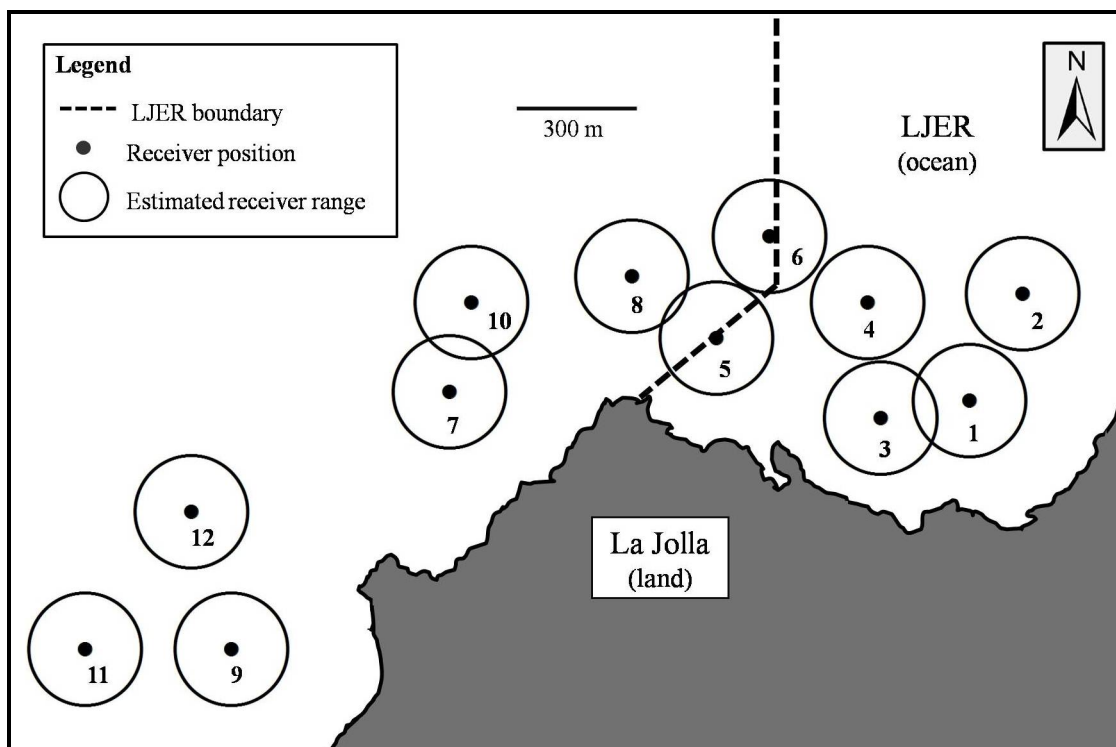 Legend
LJER boundary
Receiver position
Estimated receiver range
300 m
LJER
(ocean)
N
6
8
10
4
2
5
7
3
1
12
La Jolla
(land)
11
9